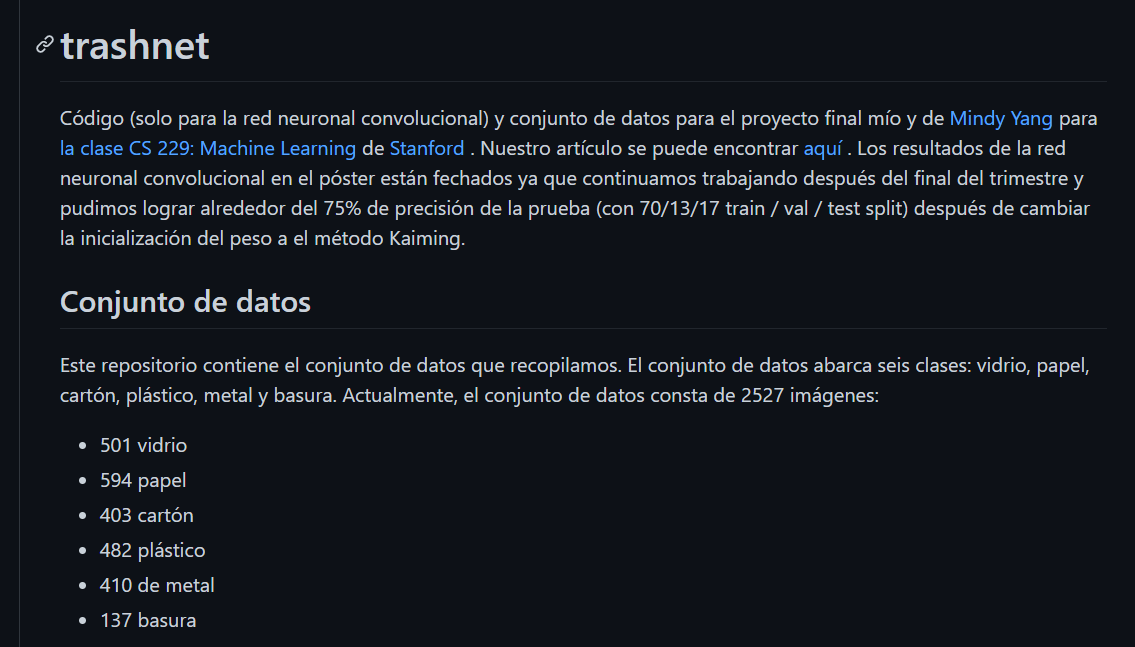 trashnet
Código (solo para la red neuronal convolucional) y conjunto de datos para el proyecto final mío y de Mindy Yang para
la clase CS 229: Machine Learning de Stanford . Nuestro artículo se puede encontrar aquí . Los resultados de la red
neuronal convolucional en el póster están fechados ya que continuamos trabajando después del final del trimestre y
pudimos lograr alrededor del 75% de precisión de la prueba (con 70/13/17 train / val / test split) después de cambiar
la inicialización del peso a el método Kaiming.
Conjunto de datos
Este repositorio contiene el conjunto de datos que recopilamos. El conjunto de datos abarca seis clases: vidrio, papel,
cartón, plástico, metal y basura. Actualmente, el conjunto de datos consta de 2527 imágenes:
• 501 vidrio
• 594 papel
• 403 cartón
• 482 plástico
• 410 de metal
• 137 basura